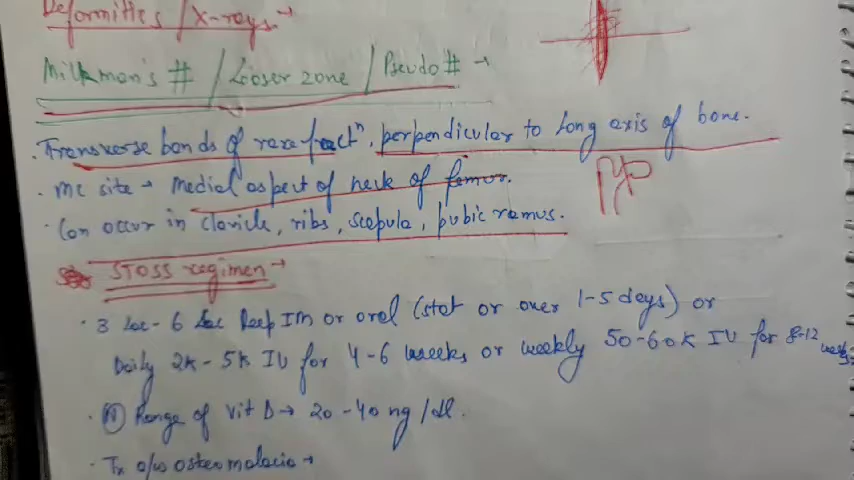 Deformities / X-rays →
Milkman's # / Looser zone / Pseudo # →
. Transverse bands of rarefactⁿ, perpendicular to long axis of bone.
. MC site → Medial aspect of neck of femur.
. Can occur in clavicle, ribs, scapula, pubic ramus.
STOSS regimen →
. 3 Lac - 6 Lac Deep IM or oral (stat or over 1-5 days) or
Daily 2K - 5K IU for 4-6 weeks or weekly 50-60K IU for 8-12 weeks.
. (N) Range of Vit D → 20-40 ng/dl.
. Tx o/w osteomalacia →